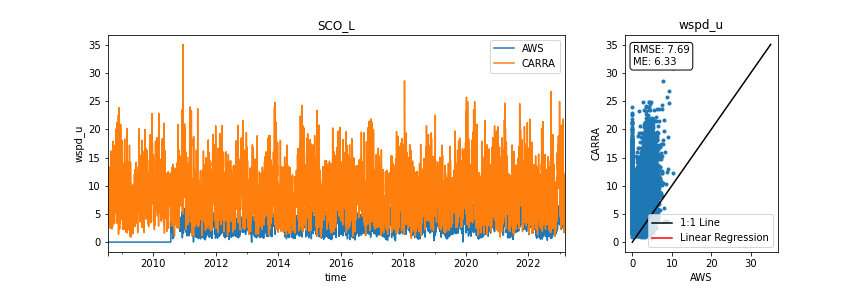 SCO_L
wspd_u
35
30
25
20
15
10
5
0
2010
2012
2014
2016
2018
2020
2022
time
AWS
CARRA
wspd_u
CARRA
35
30
25
20
15
10
5
0
0
10
20
30
AWS
RMSE: 7.69
ME: 6.33
1:1 Line
Linear Regression